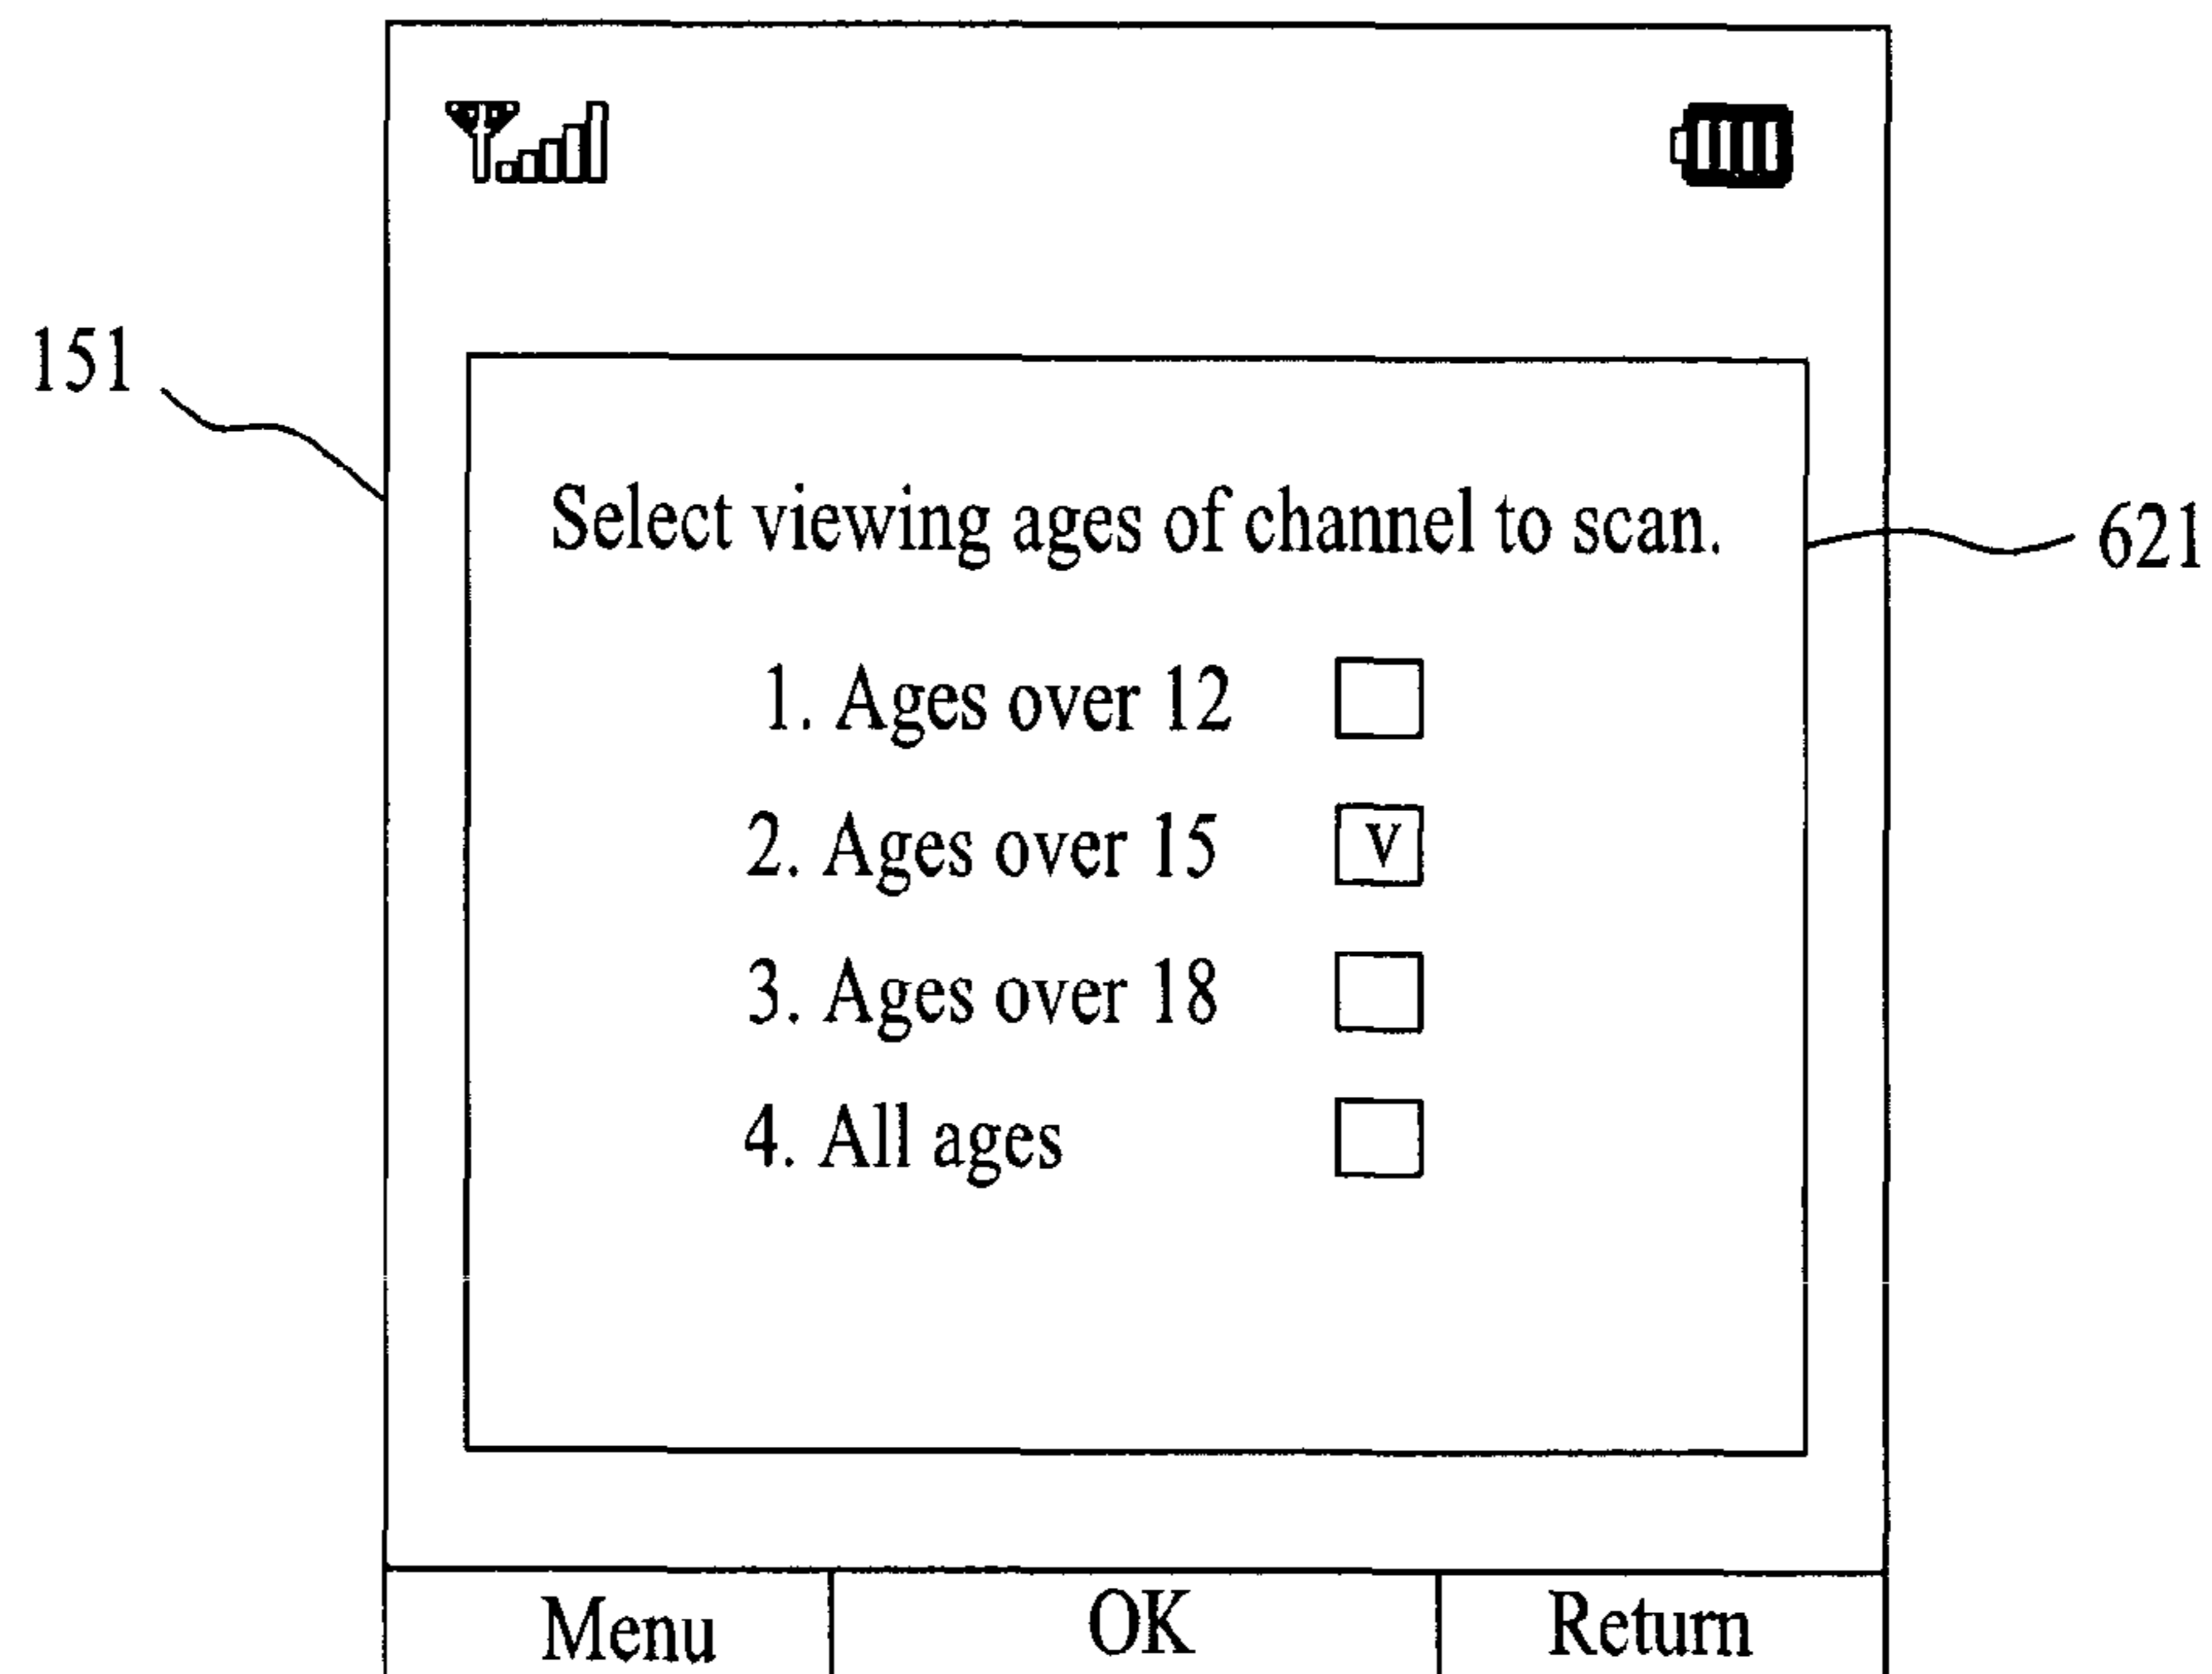 151
Select viewing ages of channel to scan.
621
1. Ages over 12
2. Ages over 15 v
3. Ages over 18
4. All ages
Menu OK Return